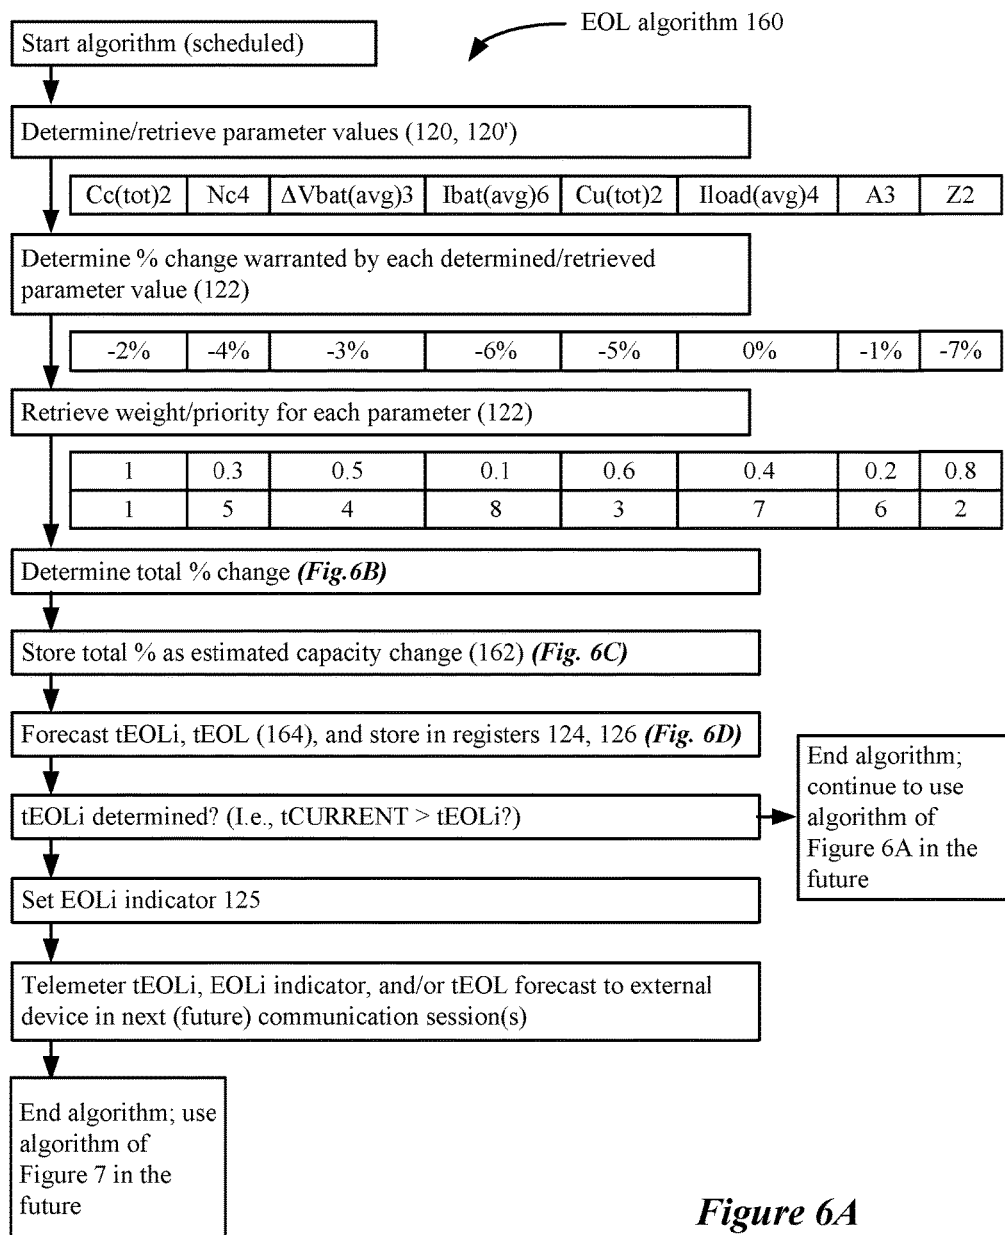 EOL algorithm 160
Start algorithm (scheduled)
Determine/retrieve parameter values (120, 120')
Cc(tot)2 Nc4 ΔVbat(avg)3 Ibat(avg)6 Cu(tot)2 Iload(avg)4 A3 Z2
Determine % change warranted by each determined/retrieved
parameter value (122)
-2% -4% -3% -6% -5% 0% -1% -7%
Retrieve weight/priority for each parameter (122)
1 0.3 0.5 0.1 0.6 0.4 0.2 0.8
1 5 4 8 3 7 6 2
Determine total % change (Fig.6B)
Store total % as estimated capacity change (162) (Fig. 6C)
Forecast tEOLi, tEOL (164), and store in registers 124, 126 (Fig. 6D)
tEOLi determined? (I.e., tCURRENT > tEOLi?)
End algorithm;
continue to use
algorithm of
Figure 6A in the
future
Set EOLi indicator 125
Telemeter tEOLi, EOLi indicator, and/or tEOL forecast to external
device in next (future) communication session(s)
End algorithm; use
algorithm of
Figure 7 in the
future
Figure 6A